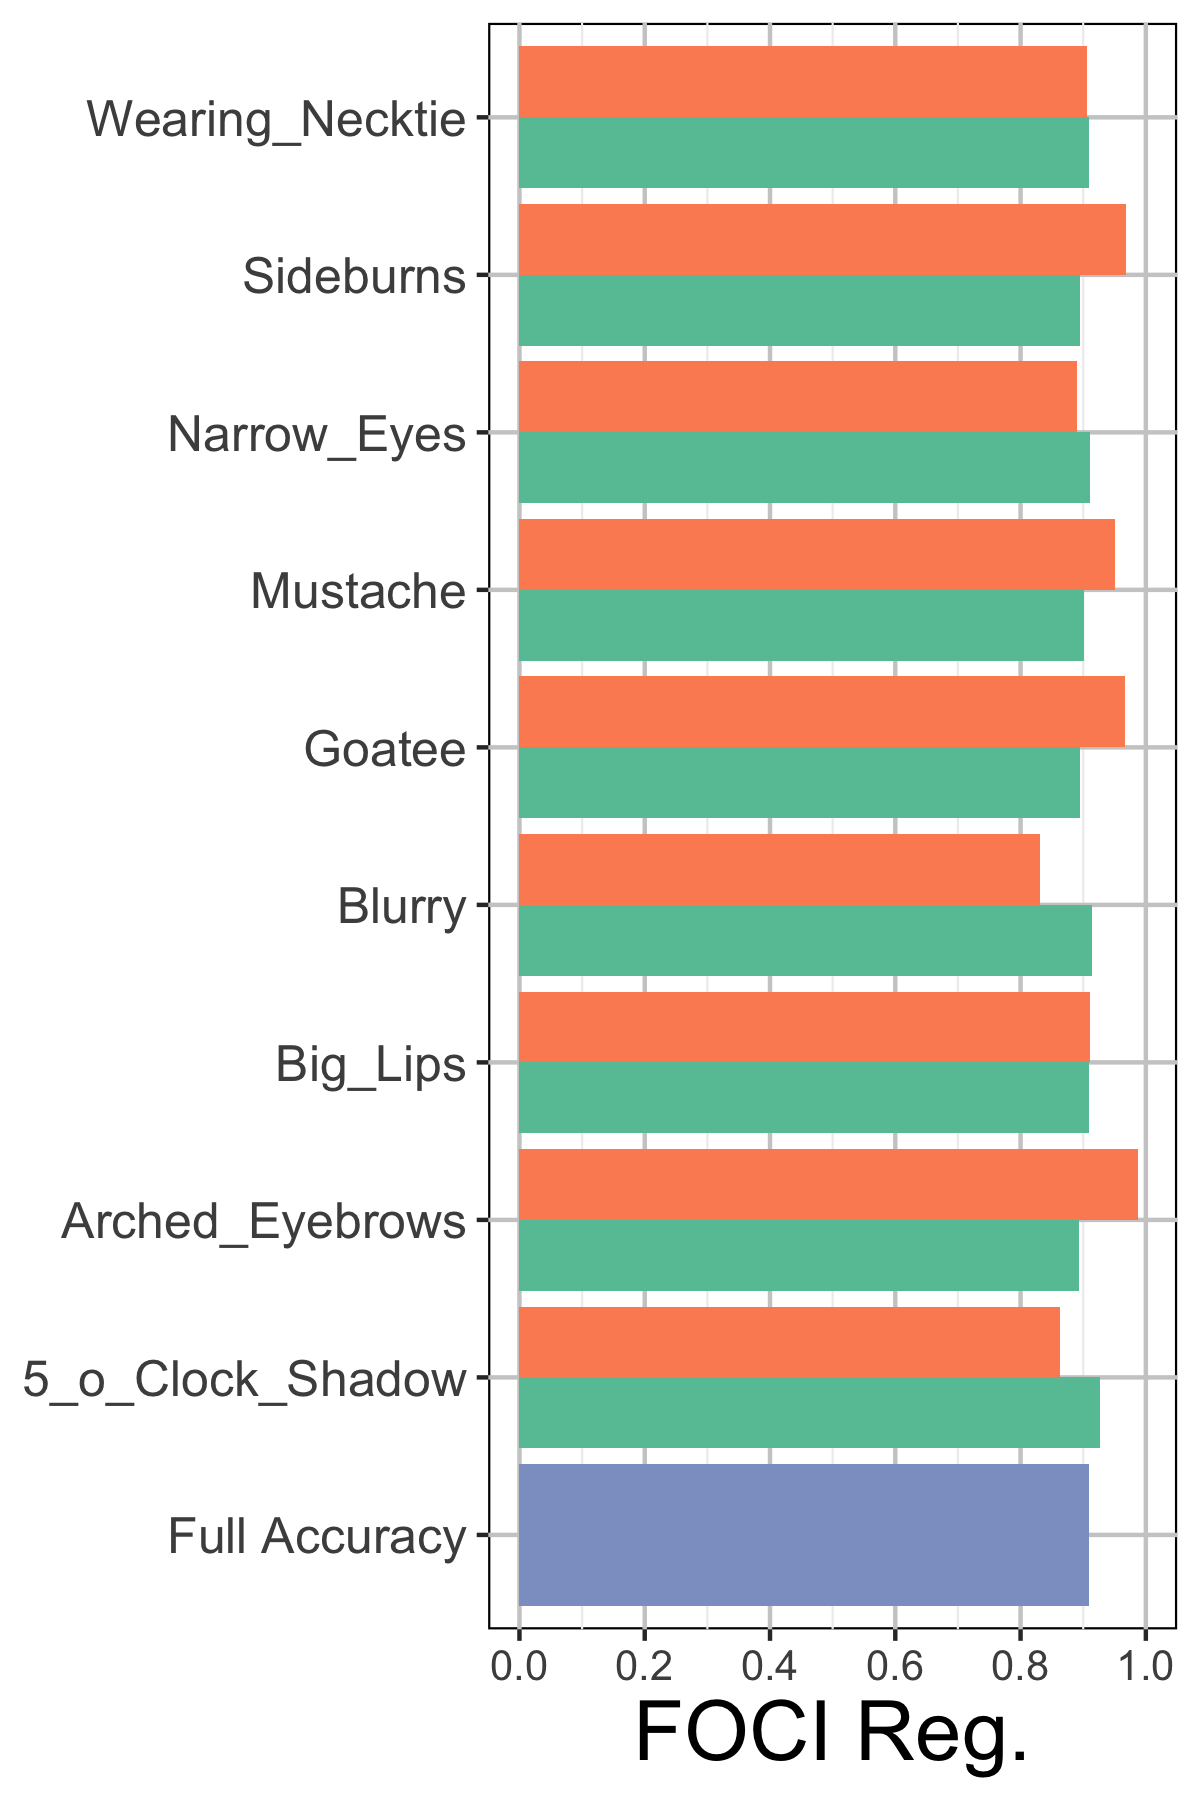 Wearing_Necktie
Sideburns
Narrow_Eyes
Mustache
Goatee
Blurry
Big_Lips
Arched_Eyebrows
5_o_Clock_Shadow
Full Accuracy
0.0 0.2 0.4 0.6 0.8 1.0
FOCI Reg.